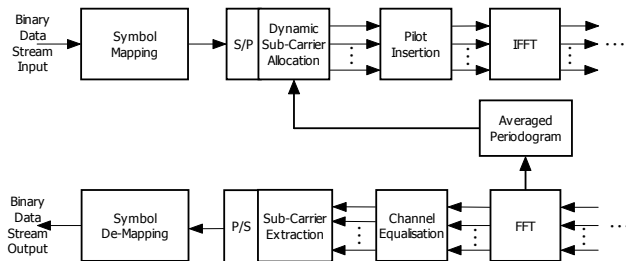 Binary
Data
Stream
Input
Symbol
Mapping
S/P
Dynamic
Sub-Carrier
Allocation
Pilot
Insertion
IFFT
Averaged
Periodogram
Binary
Data
Stream
Output
Symbol
De-Mapping
P/S
Sub-Carrier
Extraction
Channel
Equalisation
FFT